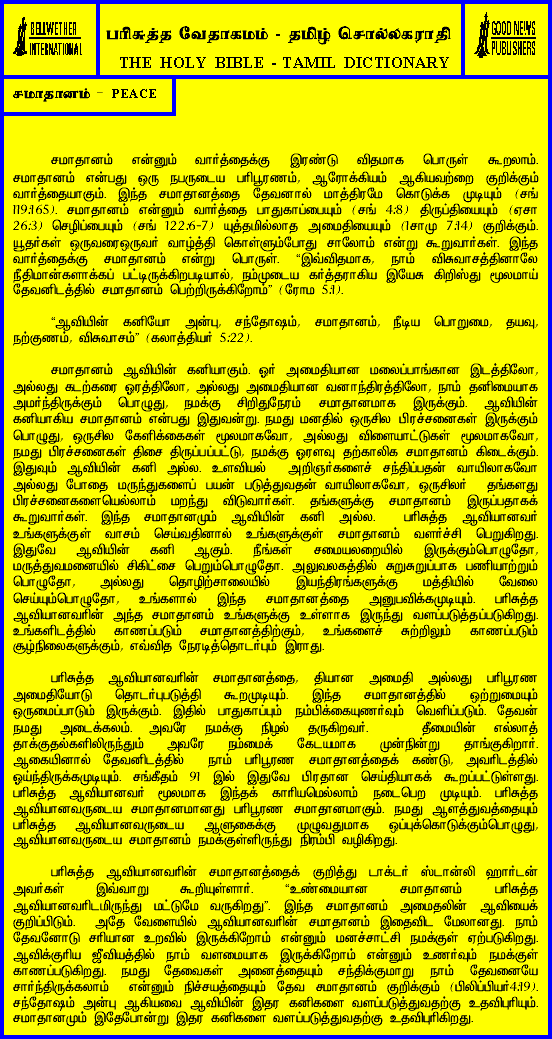 BELLWETHER
INTERNATIONAL
பரிசுத்த வேதாகமம் - தமிழ் சொல்லகராதி
THE HOLY BIBLE - TAMIL DICTIONARY
GOOD NEWS
PUBLISHERS
சமாதானம் - PEACE
சமாதானம் என்னும் வார்த்தைக்கு இரண்டு விதமாக பொருள் கூறலாம்.
சமாதானம் என்பது ஒரு நபருடைய பரிபூரணம், ஆரோக்கியம் ஆகியவற்றை குறிக்கும்
வார்த்தையாகும். இந்த சமாதானத்தை தேவனால் மாத்திரமே கொடுக்க முடியும் (சங்
119:165). சமாதானம் என்னும் வார்த்தை பாதுகாப்பையும் (சங் 4:8) திருப்தியையும் (ஏசா
26:3) செழிப்பையும் (சங் 122:6-7) யுத்தமில்லாத அமைதியையும் (1சாமு 7:14) குறிக்கும்.
யூதர்கள் ஒருவரைஒருவர் வாழ்த்தி கொள்ளும்போது சாலோம் என்று கூறுவார்கள். இந்த
வார்த்தைக்கு சமாதானம் என்று பொருள். “இவ்விதமாக, நாம் விசுவாசத்தினாலே
நீதிமான்களாக்கப் பட்டிருக்கிறபடியால், நம்முடைய கர்த்தராகிய இயேசு கிறிஸ்து மூலமாய்
தேவனிடத்தில் சமாதானம் பெற்றிருக்கிறோம்” (ரோம 5:1).
“ஆவியின் கனியோ அன்பு, சந்தோஷம், சமாதானம், நீடிய பொறுமை, தயவு,
நற்குணம், விசுவாசம்” (கலாத்தியர் 5:22).
சமாதானம் ஆவியின் கனியாகும். ஓர் அமைதியான மலைப்பாங்கான இடத்திலோ,
அல்லது கடற்கரை ஓரத்திலோ, அல்லது அமைதியான வனாந்திரத்திலோ, நாம் தனிமையாக
அமர்ந்திருக்கும் பொழுது, நமக்கு சிறிதுநேரம் சமாதானமாக இருக்கும். ஆவியின்
கனியாகிய சமாதானம் என்பது இதுவன்று. நமது மனதில் ஒருசில பிரச்சனைகள் இருக்கும்
பொழுது, ஒருசில கேளிக்கைகள் மூலமாகவோ, அல்லது விளையாட்டுகள் மூலமாகவோ,
நமது பிரச்சனைகள் திசை திருப்பப்பட்டு, நமக்கு ஓரளவு தற்காலிக சமாதானம் கிடைக்கும்.
இதுவும் ஆவியின் கனி அல்ல. உளவியல் அறிஞர்களைச் சந்திப்பதன் வாயிலாகவோ
அல்லது போதை மருந்துகளைப் பயன் படுத்துவதன் வாயிலாகவோ, ஒருசிலர் தங்களது
பிரச்சனைகளையெல்லாம் மறந்து விடுவார்கள். தங்களுக்கு சமாதானம் இருப்பதாகக்
கூறுவார்கள். இந்த சமாதானமும் ஆவியின் கனி அல்ல. பரிசுத்த ஆவியானவர்
உங்களுக்குள் வாசம் செய்வதினால் உங்களுக்குள் சமாதானம் வளர்ச்சி பெறுகிறது.
இதுவே ஆவியின் கனி ஆகும். நீங்கள் சமையலறையில் இருக்கும்பொழுதோ,
மருத்துவமனையில் சிகிட்சை பெறும்பொழுதோ. அலுவலகத்தில் சுறுசுறுப்பாக பணியாற்றும்
பொழுதோ, அல்லது தொழிற்சாலையில் இயந்திரங்களுக்கு மத்தியில் வேலை
செய்யும்பொழுதோ, உங்களால் இந்த சமாதானத்தை அனுபவிக்கமுடியும். பரிசுத்த
ஆவியானவரின் அந்த சமாதானம் உங்களுக்கு உள்ளாக இருந்து வளப்படுத்தப்படுகிறது.
உங்களிடத்தில் காணப்படும் சமாதானத்திற்கும், உங்களைச் சுற்றிலும் காணப்படும்
சூழ்நிலைகளுக்கும், எவ்வித நேரடித்தொடர்பும் இராது.
பரிசுத்த ஆவியானவரின் சமாதானத்தை, தியான அமைதி அல்லது பரிபூரண
அமைதியோடு தொடர்புபடுத்தி கூறமுடியும். இந்த சமாதானத்தில் ஒற்றுமையும்
ஒருமைப்பாடும் இருக்கும். இதில் பாதுகாப்பும் நம்பிக்கையுணர்வும் வெளிப்படும். தேவன்
நமது அடைக்கலம். அவரே நமக்கு நிழல் தருகிறவர். தீமையின் எல்லாத்
தாக்குதல்களிலிருந்தும் அவரே நம்மைக் கேடயமாக முன்நின்று தாங்குகிறார்.
ஆகையினால் தேவனிடத்தில் நாம் பரிபூரண சமாதானத்தைக் கண்டு, அவரிடத்தில்
ஓய்ந்திருக்கமுடியும். சங்கீதம் 91 இல் இதுவே பிரதான செய்தியாகக் கூறப்பட்டுள்ளது.
பரிசுத்த ஆவியானவர் மூலமாக இந்தக் காரியமெல்லாம் நடைபெற முடியும். பரிசுத்த
ஆவியானவருடைய சமாதானமானது பரிபூரண சமாதானமாகும். நமது ஆளத்துவத்தையும்
பரிசுத்த ஆவியானவருடைய ஆளுகைக்கு முழுவதுமாக ஒப்புக்கொடுக்கும்பொழுது,
ஆவியானவருடைய சமாதானம் நமக்குள்ளிருந்து நிரம்பி வழிகிறது.
பரிசுத்த ஆவியானவரின் சமாதானத்தைக் குறித்து டாக்டர் ஸ்டான்லி ஹார்டன்
அவர்கள் இவ்வாறு கூறியுள்ளார். “உண்மையான சமாதானம் பரிசுத்த
ஆவியானவரிடமிருந்து மட்டுமே வருகிறது”. இந்த சமாதானம் அமைதலின் ஆவியைக்
குறிப்பிடும். அதே வேளையில் ஆவியானவரின் சமாதானம் இதைவிட மேலானது. நாம்
தேவனோடு சரியான உறவில் இருக்கிறோம் என்னும் மனச்சாட்சி நமக்குள் ஏற்படுகிறது.
ஆவிக்குரிய ஜீவியத்தில் நாம் வளமையாக இருக்கிறோம் என்னும் உணர்வும் நமக்குள்
காணப்படுகிறது. நமது தேவைகள் அனைத்தையும் சந்திக்குமாறு நாம் தேவனையே
சார்ந்திருக்கலாம் என்னும் நிச்சயத்தையும் தேவ சமாதானம் குறிக்கும் (பிலிப்பியர்4:19).
சந்தோஷம் அன்பு ஆகியவை ஆவியின் இதர கனிகளை வளப்படுத்துவதற்கு உதவிபுரியும்.
சமாதானமும் இதேபோன்று இதர கனிகளை வளப்படுத்துவதற்கு உதவிபுரிகிறது.